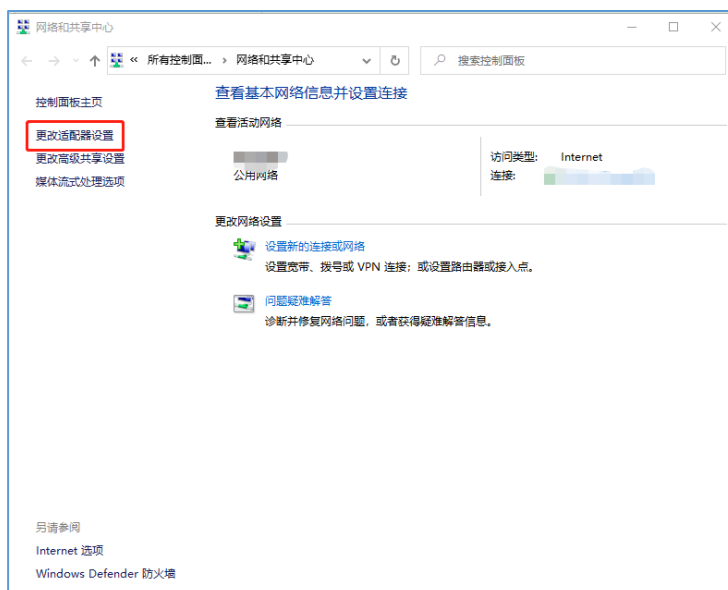 网络和共享中心
« 所有控制面... › 网络和共享中心
搜索控制面板
控制面板主页
更改适配器设置
更改高级共享设置
媒体流式处理选项
查看基本网络信息并设置连接
查看活动网络
公用网络
访问类型: Internet
连接:
更改网络设置
设置新的连接或网络
设置宽带、拨号或 VPN 连接；或设置路由器或接入点。
问题疑难解答
诊断并修复网络问题，或者获得疑难解答信息。
另请参阅
Internet 选项
Windows Defender 防火墙